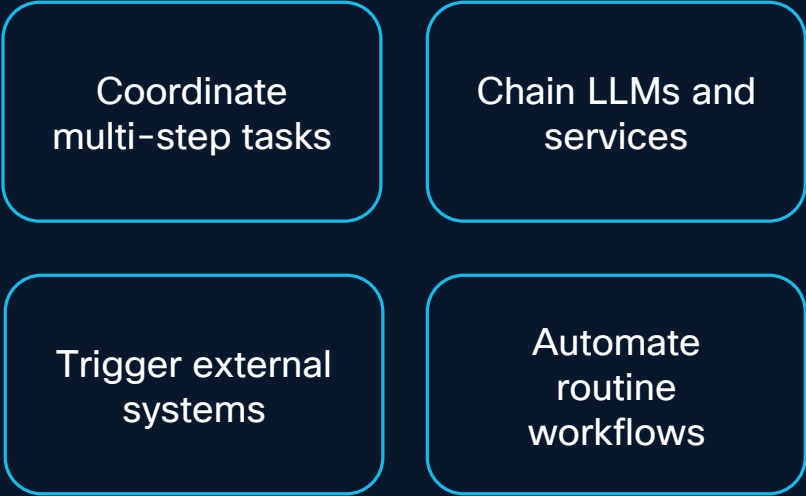 Coordinate
multi-step tasks
Chain LLMs and
services
Trigger external
systems
Automate
routine
workflows